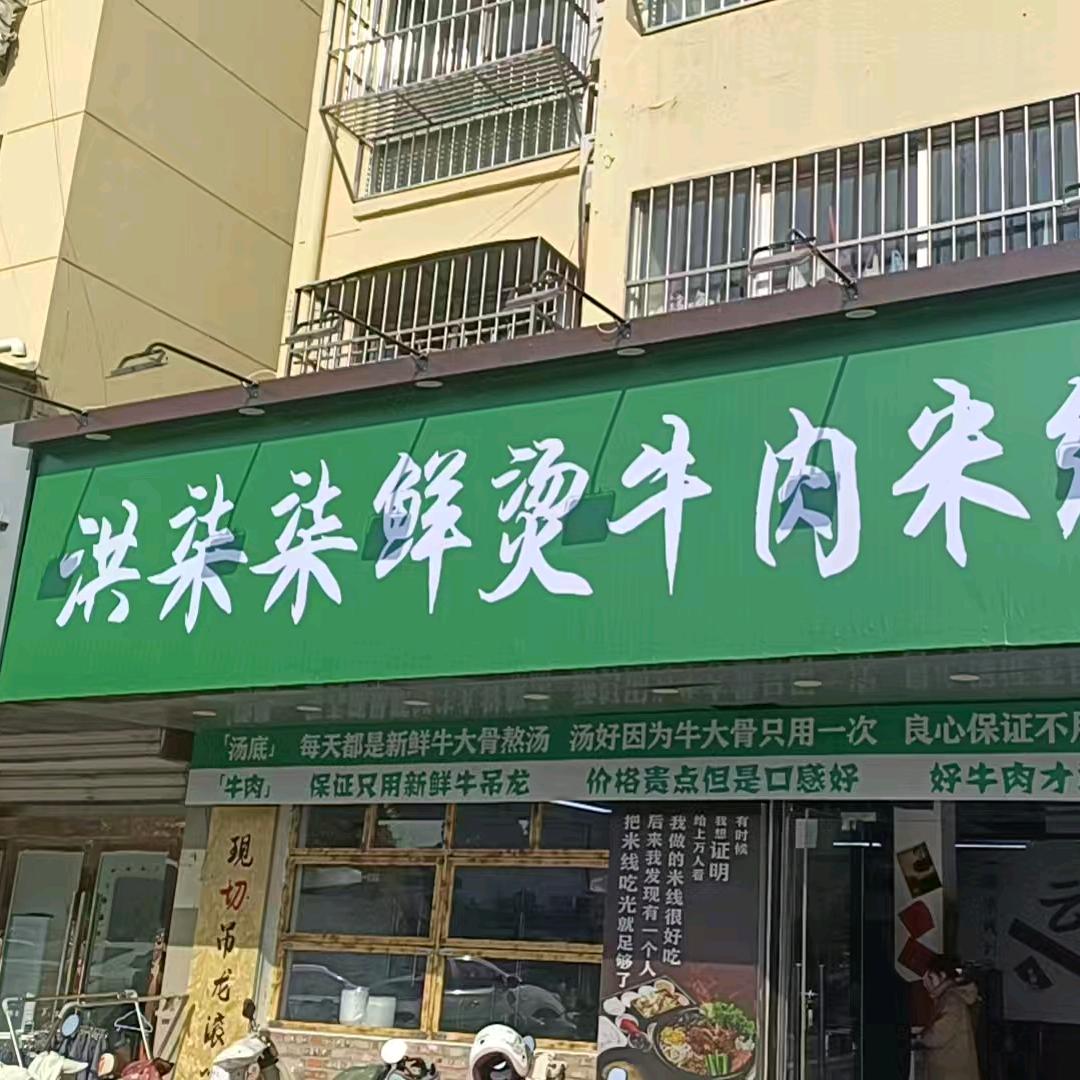 洪柒柒鲜烫牛肉米
「汤底」 每天都是新鲜牛大骨熬汤 汤好因为牛大骨只用一次 良心保证不用
「牛肉」 保证只用新鲜牛吊龙 价格贵点但是口感好 好牛肉才
现切吊龙滚
有时候
我想证明
给上万人看
我做的米线很好吃
后来我发现有一个人
把米线吃光就足够了
云